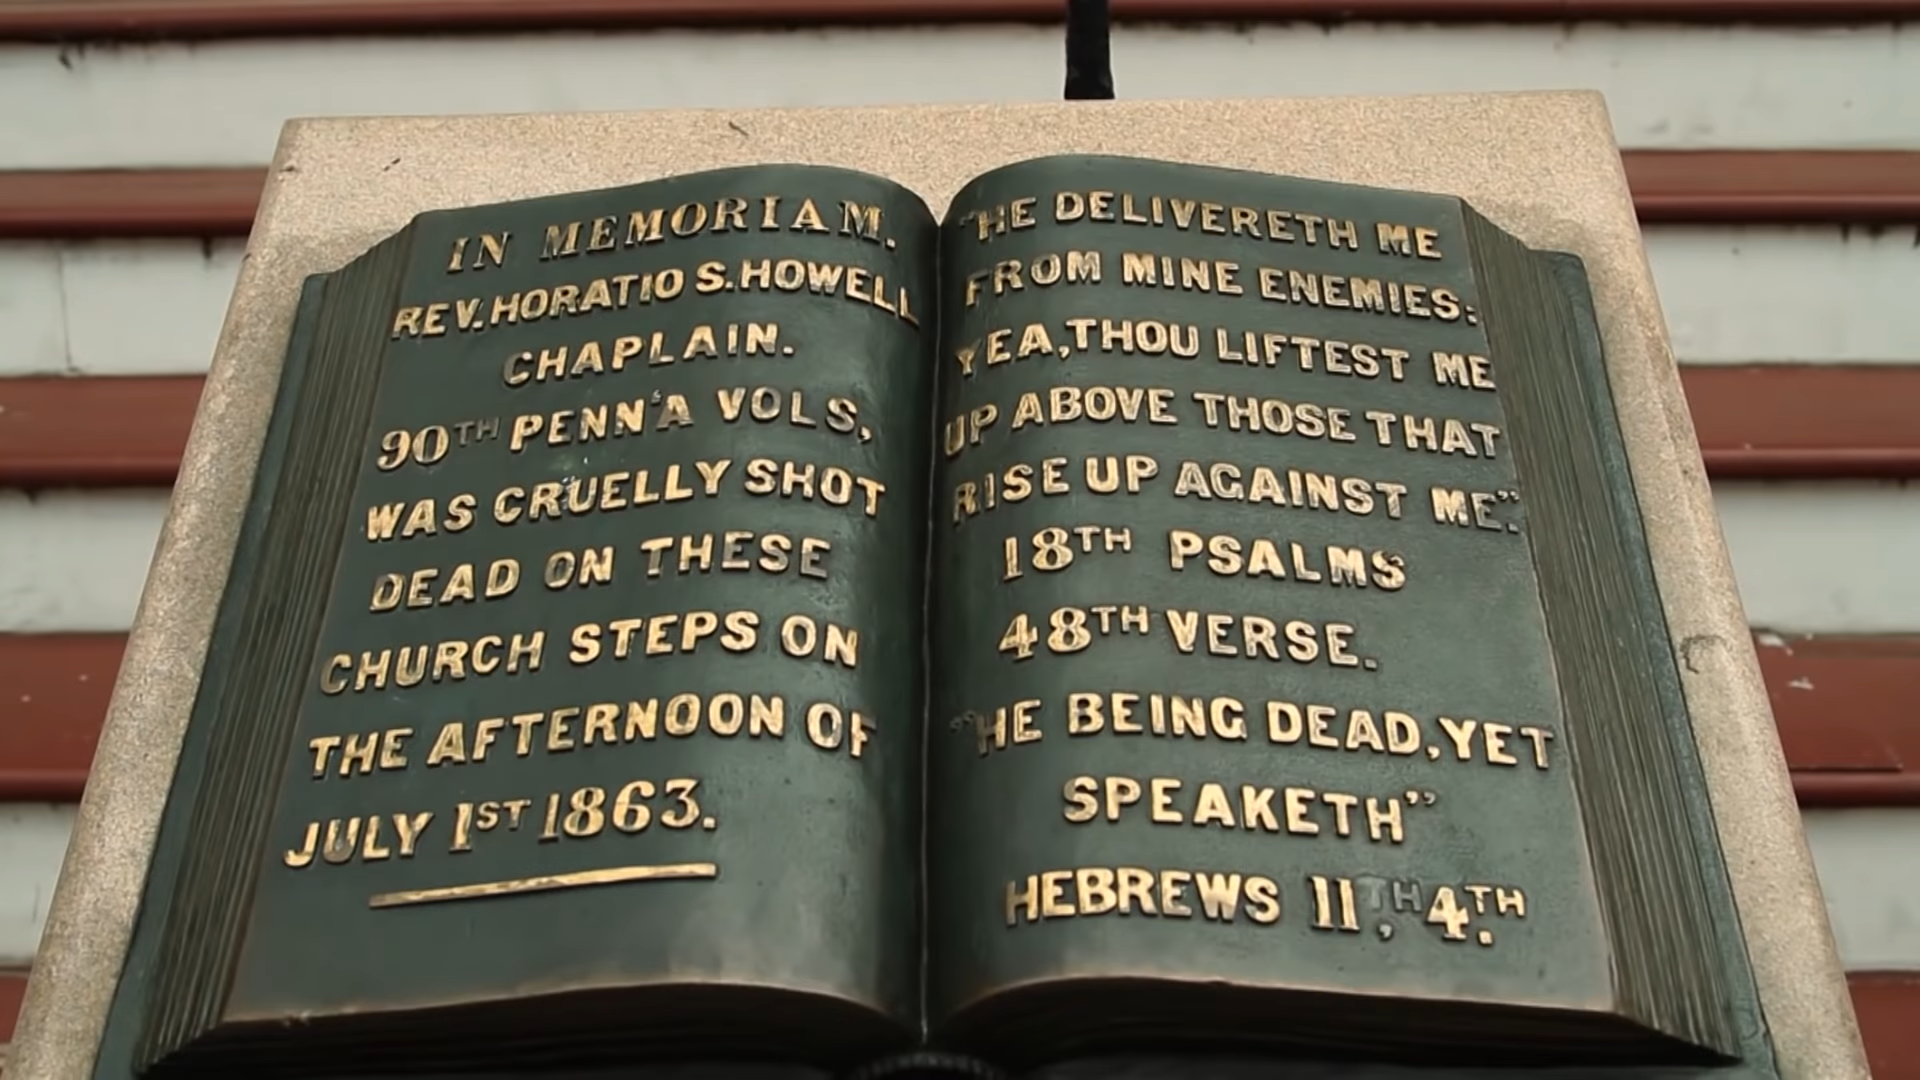 IN MEMORIAM.
REV. HORATIO S. HOWELL
CHAPLAIN.
90TH PENN'A VOLS,
WAS CRUELLY SHOT
DEAD ON THESE
CHURCH STEPS ON
THE AFTERNOON OF
JULY 1ST 1863.
"HE DELIVERETH ME
FROM MINE ENEMIES:
YEA, THOU LIFTEST ME
UP ABOVE THOSE THAT
RISE UP AGAINST ME".
18TH PSALMS
48TH VERSE.
"HE BEING DEAD, YET
SPEAKETH"
HEBREWS 11TH, 4TH.